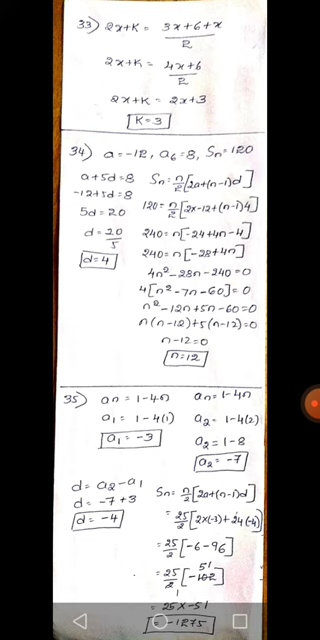 33) 2x+K = 3x+6+x / 2
2x+K = 4x+6 / 2
2x+K = 2x+3
K=3
34) a=-12, a6=8, Sn=120
a+5d=8
-12+5d=8
5d=20
d=20/5
d=4
Sn=n/2[2a+(n-1)d]
120=n/2[2x-12+(n-1)4]
240=n[-24+4n-4]
240=n[-28+4n]
4n²-28n-240=0
4[n²-7n-60]=0
n²-12n+5n-60=0
n(n-12)+5(n-12)=0
n-12=0
n=12
35) an=1-4n
a1=1-4(1)
a1=-3
an=1-4n
a2=1-4(2)
a2=1-8
a2=-7
d=a2-a1
d=-7+3
d=-4
Sn=n/2[2a+(n-1)d]
=25/2[2x(-3)+24(-4)]
=25/2[-6-96]
=25/2[-102] 51
1
=25x-51
=-1275